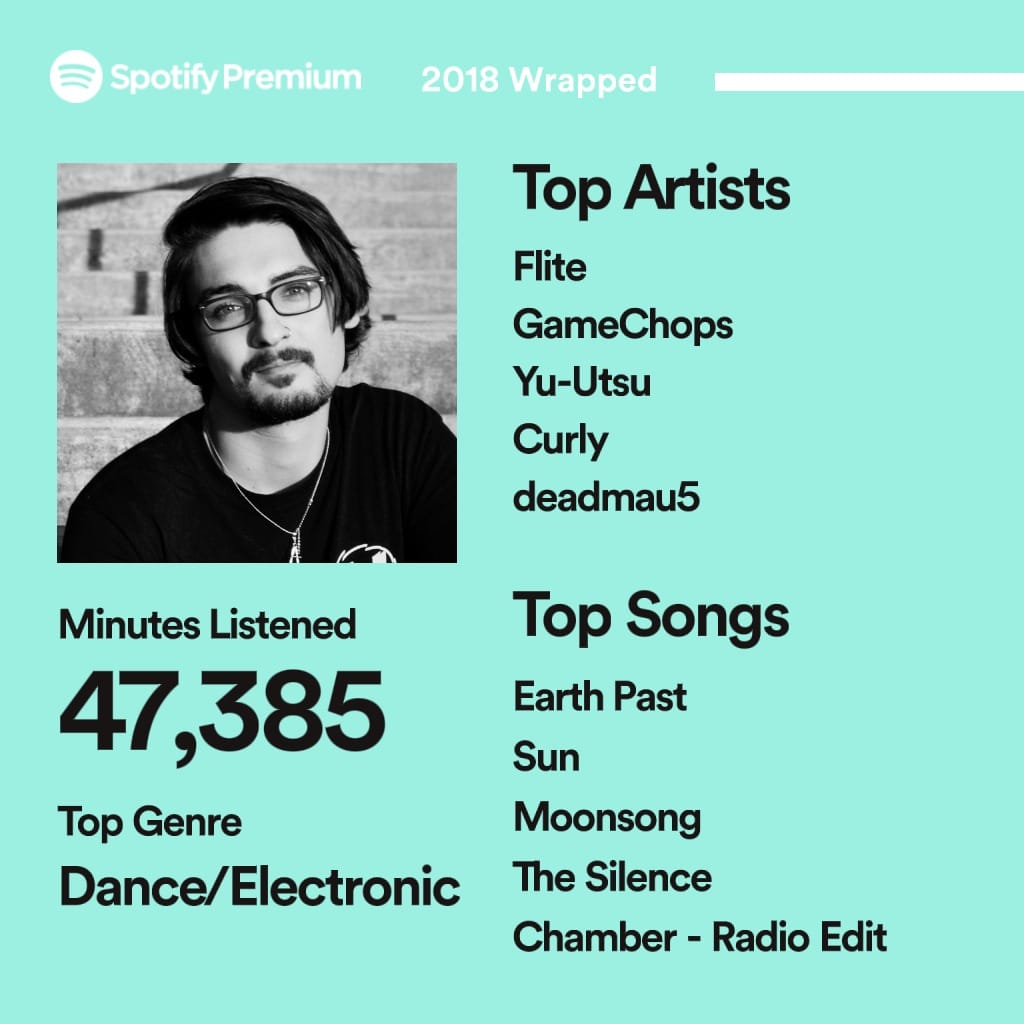 Spotify Premium
2018 Wrapped
Top Artists
Flite
GameChops
Yu-Utsu
Curly
deadmau5
Minutes Listened
47,385
Top Genre
Dance/Electronic
Top Songs
Earth Past
Sun
Moonsong
The Silence
Chamber - Radio Edit